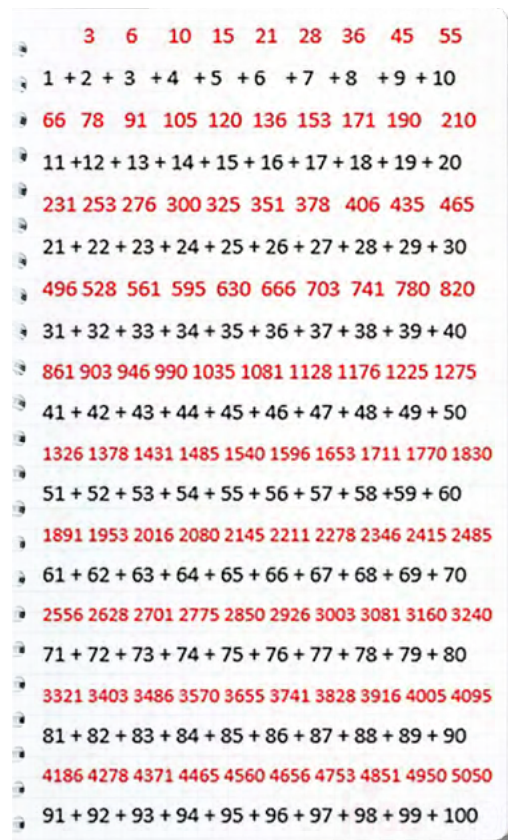 3 6 10 15 21 28 36 45 55
1 + 2 + 3 + 4 + 5 + 6 + 7 + 8 + 9 + 10
66 78 91 105 120 136 153 171 190 210
11 +12 + 13 + 14 + 15 + 16 + 17 + 18 + 19 + 20
231 253 276 300 325 351 378 406 435 465
21 + 22 + 23 + 24 + 25 + 26 + 27 + 28 + 29 + 30
496 528 561 595 630 666 703 741 780 820
31 + 32 + 33 + 34 + 35 + 36 + 37 + 38 + 39 + 40
861 903 946 990 1035 1081 1128 1176 1225 1275
41 + 42 + 43 + 44 + 45 + 46 + 47 + 48 + 49 + 50
1326 1378 1431 1485 1540 1596 1653 1711 1770 1830
51 + 52 + 53 + 54 + 55 + 56 + 57 + 58 +59 + 60
1891 1953 2016 2080 2145 2211 2278 2346 2415 2485
61 + 62 + 63 + 64 + 65 + 66 + 67 + 68 + 69 + 70
2556 2628 2701 2775 2850 2926 3003 3081 3160 3240
71 + 72 + 73 + 74 + 75 + 76 + 77 + 78 + 79 + 80
3321 3403 3486 3570 3655 3741 3828 3916 4005 4095
81 + 82 + 83 + 84 + 85 + 86 + 87 + 88 + 89 + 90
4186 4278 4371 4465 4560 4656 4753 4851 4950 5050
91 + 92 + 93 + 94 + 95 + 96 + 97 + 98 + 99 + 100